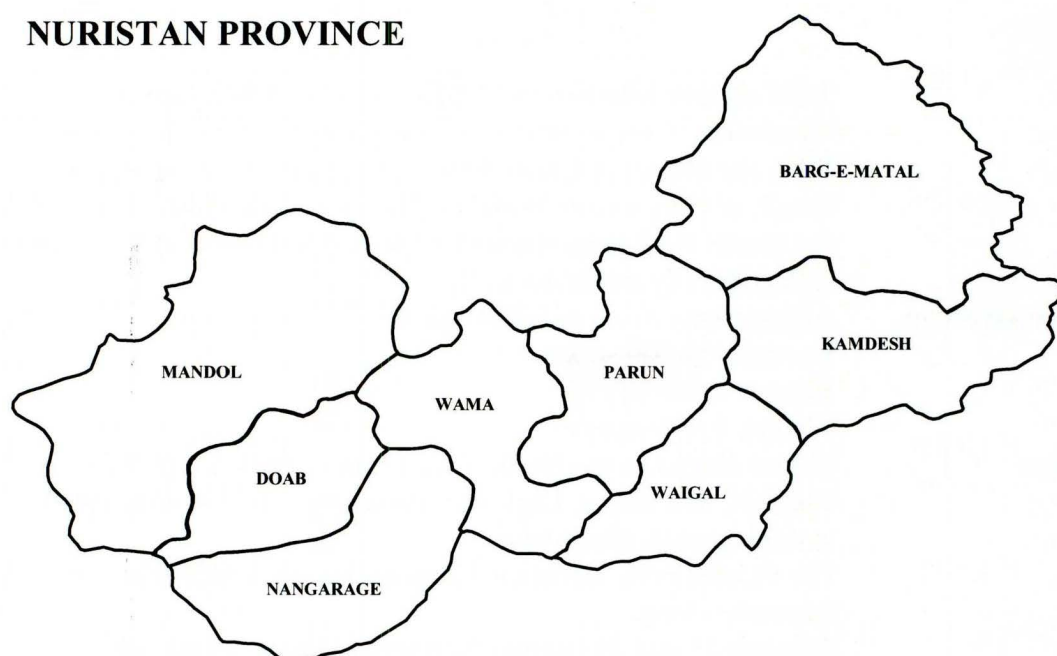 NURISTAN PROVINCE
BARG-E-MATAL
KAMDESH
MANDOL
PARUN
WAMA
DOAB
WAIGAL
NANGARAGE